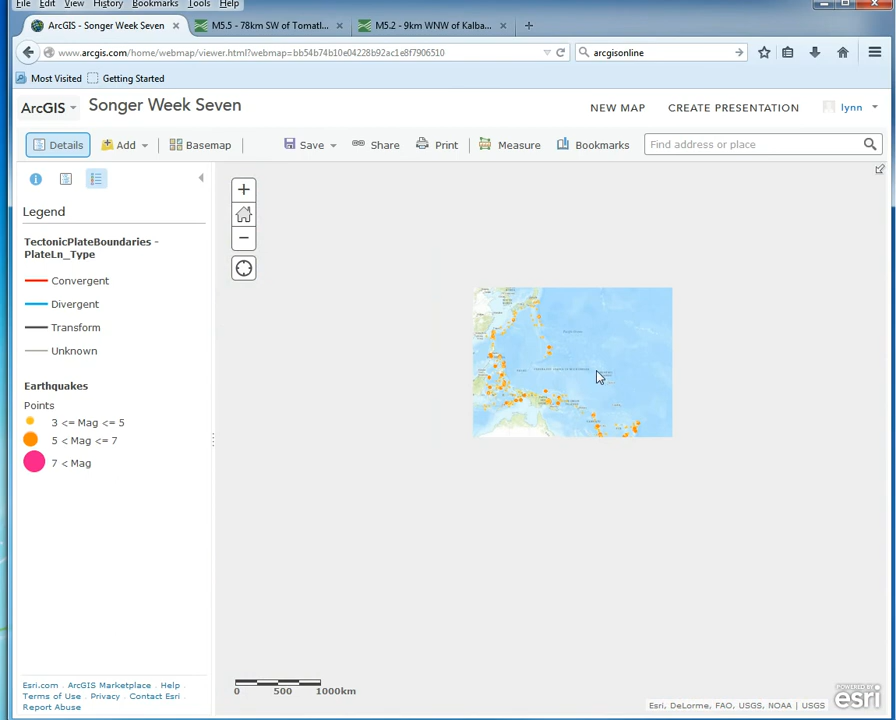 File Edit View History Bookmarks Tools Help
ArcGIS - Songer Week Seven
M5.5 - 78km SW of Tomatl...
M5.2 - 9km WNW of Kalba...
www.arcgis.com/home/webmap/viewer.html?webmap=bb54b74b10e04228b92ac1e8f7906510
arcgisonline
Most Visited Getting Started
ArcGIS Songer Week Seven NEW MAP CREATE PRESENTATION lynn
Details Add Basemap Save Share Print Measure Bookmarks Find address or place
Legend
TectonicPlateBoundaries -
PlateLn_Type
Convergent
Divergent
Transform
Unknown
Earthquakes
Points
3 <= Mag <= 5
5 < Mag <= 7
7 < Mag
Esri.com . ArcGIS Marketplace . Help .
Terms of Use . Privacy . Contact Esri .
Report Abuse
0 500 1000km
Esri, DeLorme, FAO, USGS, NOAA | USGS
POWERED BY
esri